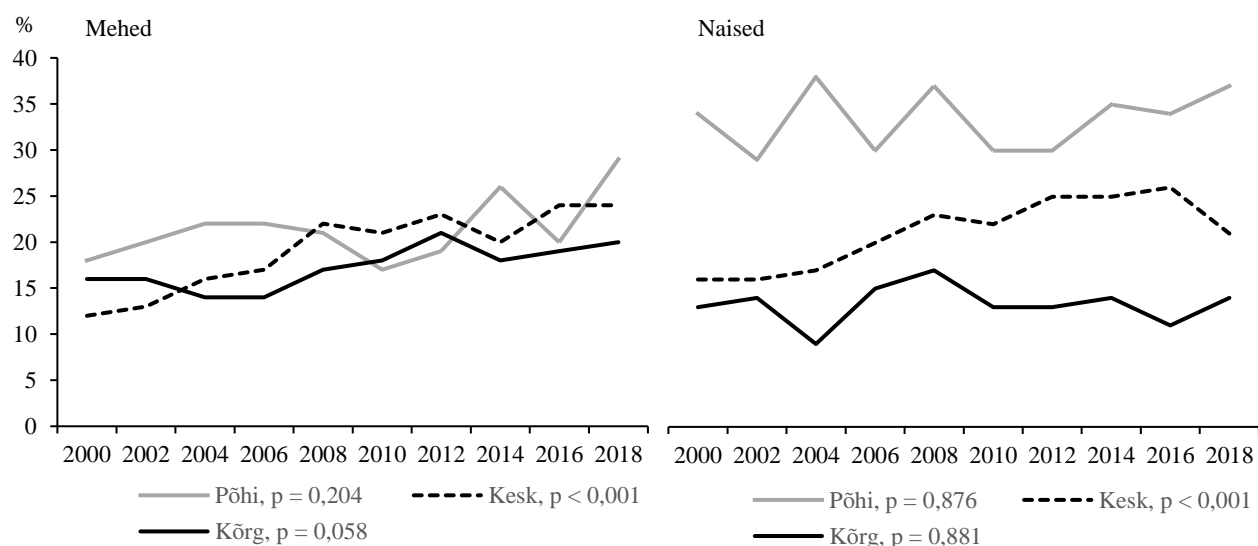 %
Mehed
Naised
40
35
30
25
20
15
10
5
0
2000 2002 2004 2006 2008 2010 2012 2014 2016 2018
2000 2002 2004 2006 2008 2010 2012 2014 2016 2018
Põhi, p = 0,204
Kesk, p < 0,001
Kõrg, p = 0,058
Põhi, p = 0,876
Kesk, p < 0,001
Kõrg, p = 0,881